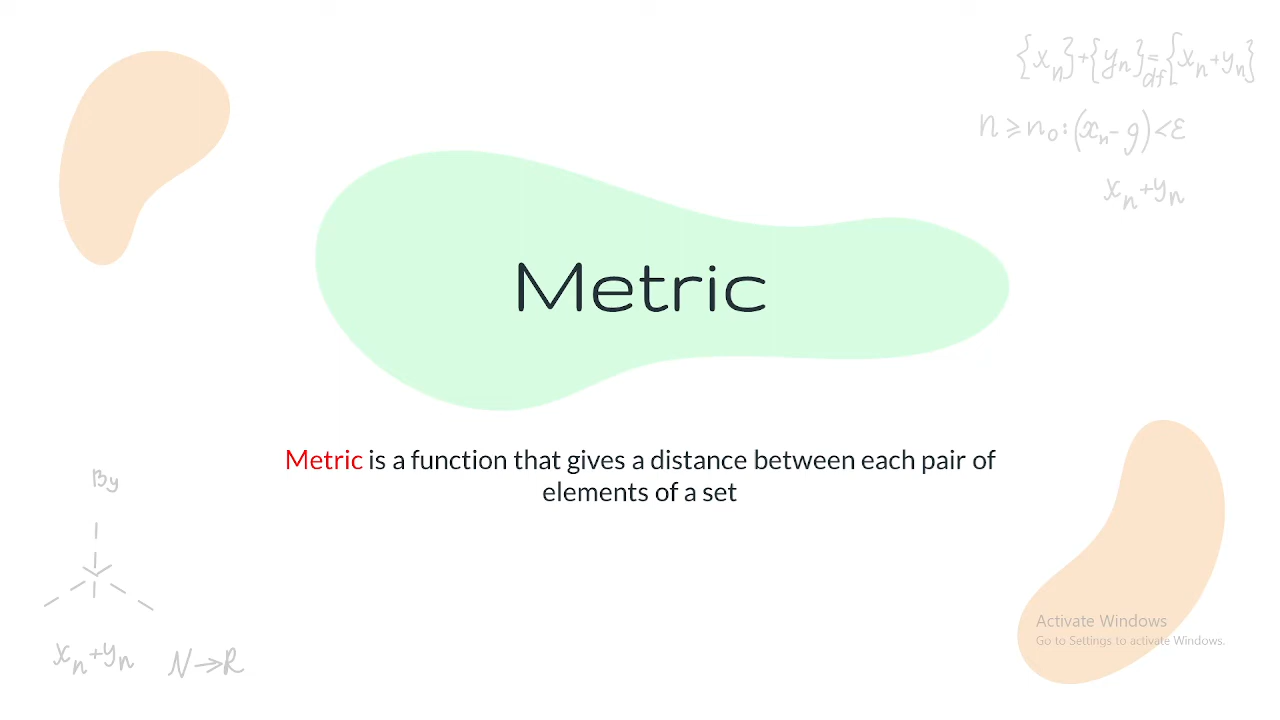 {xn}+{yn}=df{xn+yn}
n≥n0:(xn-g)<ε
xn+yn
Metric
Metric is a function that gives a distance between each pair of
elements of a set
By
xn+yn N→R
Activate Windows
Go to Settings to activate Windows.